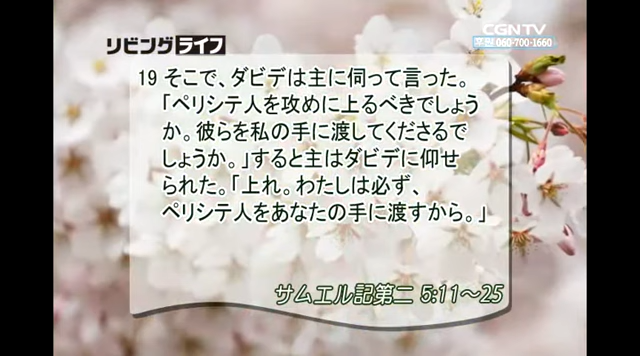 CGNTV
후원 060-700-1660
リビングライフ
19 そこで、ダビデは主に伺って言った。
「ペリシテ人を攻めに上るべきでしょう
か。彼らを私の手に渡してくださるで
しょうか。」すると主はダビデに仰せ
られた。「上れ。わたしは必ず、
ペリシテ人をあなたの手に渡すから。」
サムエル記第二 5:11〜25